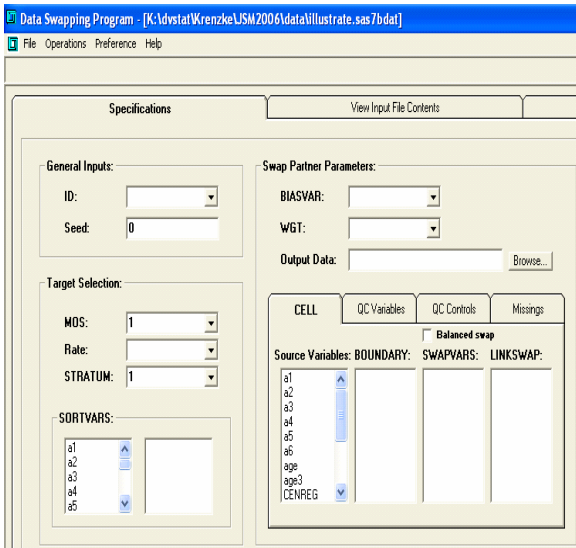 Data Swapping Program - [K:\dvstat\Krenzke\JSM2006\data\illustrate.sas7bdat]
File Operations Preference Help
Specifications
View Input File Contents
General Inputs:
ID:
Seed: 0
Target Selection:
MOS: 1
Rate:
STRATUM: 1
SORTVARS:
a1
a2
a3
a4
a5
Swap Partner Parameters:
BIASVAR:
WGT:
Output Data: Browse...
CELL QC Variables QC Controls Missings
Balanced swap
Source Variables: BOUNDARY: SWAPVARS: LINKSWAP:
a1
a2
a3
a4
a5
a6
age
age3
CENREG